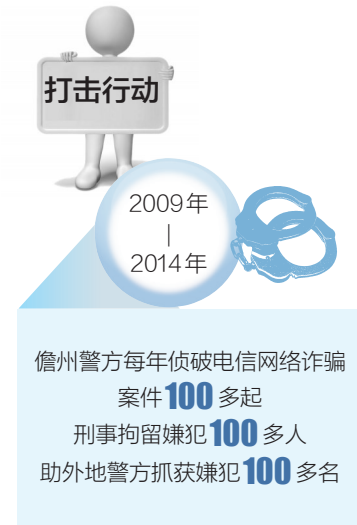 打击行动
2009年
|
2014年
儋州警方每年侦破电信网络诈骗
案件100多起
刑事拘留嫌犯100多人
助外地警方抓获嫌犯100多名